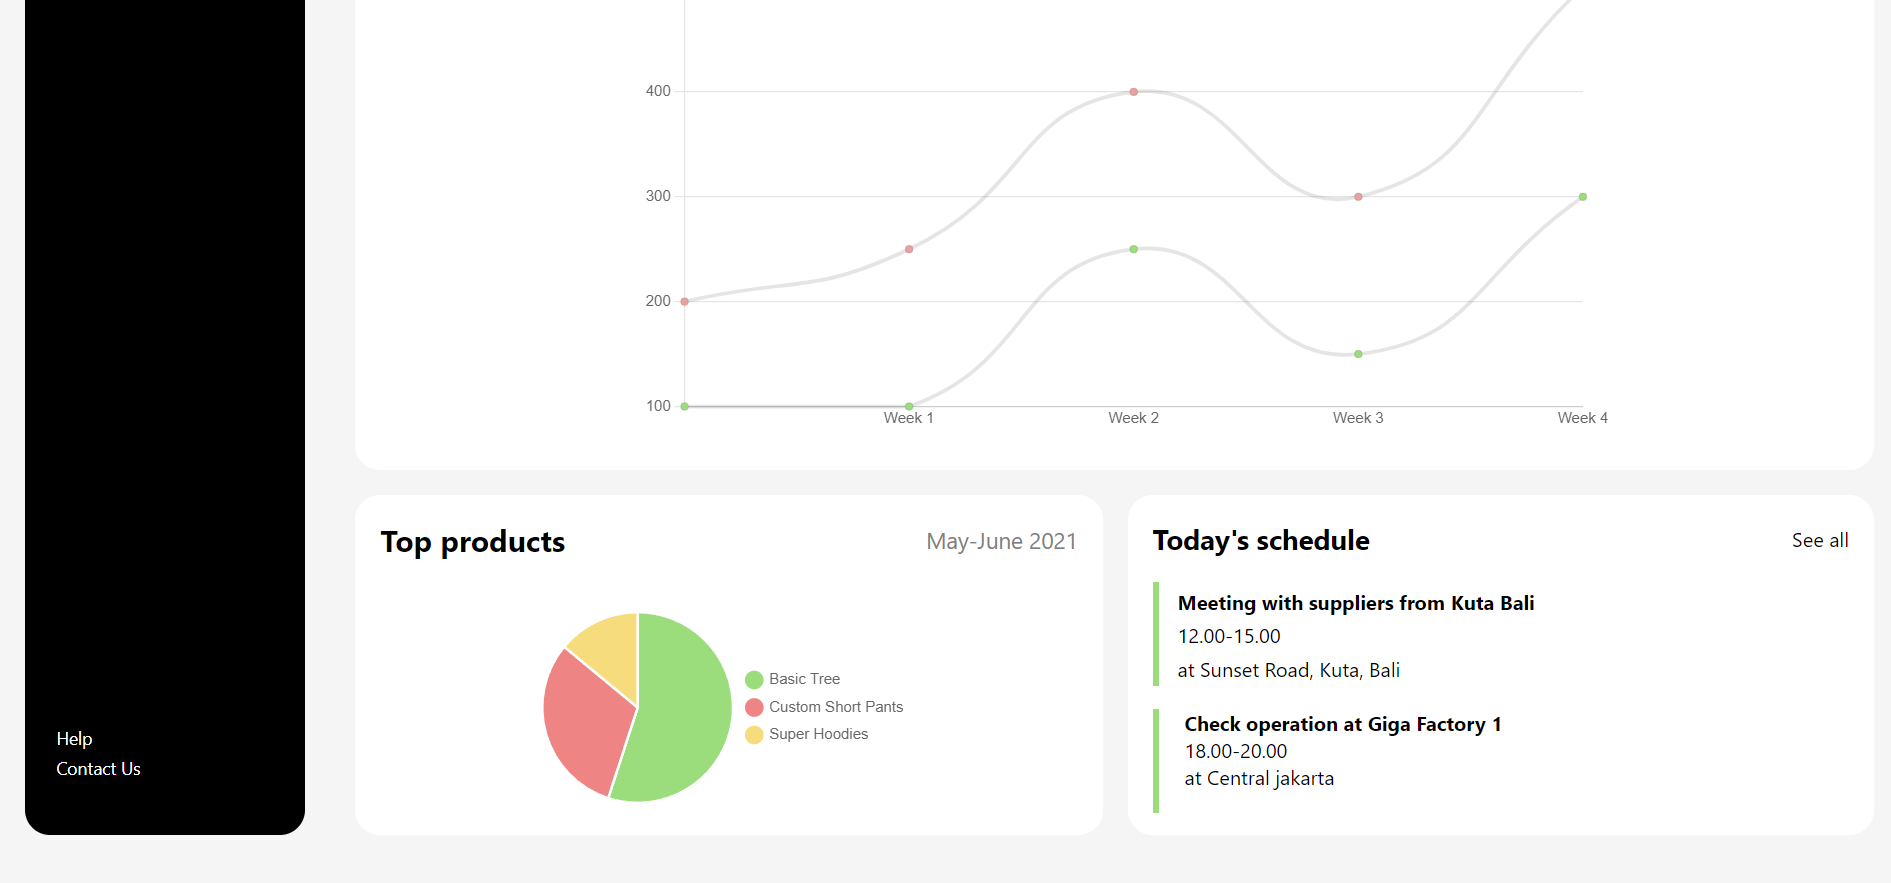 400
300
200
100
Week 1
Week 2
Week 3
Week 4
Top products
May-June 2021
Basic Tree
Custom Short Pants
Super Hoodies
Today's schedule
See all
Meeting with suppliers from Kuta Bali
12.00-15.00
at Sunset Road, Kuta, Bali
Check operation at Giga Factory 1
18.00-20.00
at Central jakarta
Help
Contact Us